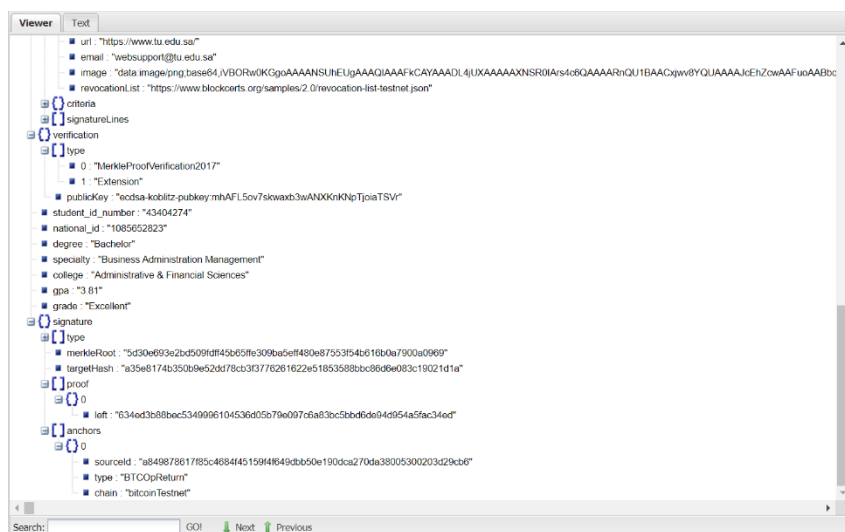 Viewer Text
url : "https://www.tu.edu.sa/"
email : "websupport@tu.edu.sa"
image : "data:image/png;base64,iVBORw0KGgoAAAANSUhEUgAAAQIAAAFkCAYAAADL4jUXAAAAAXNSR0IArs4c6QAAAARnQU1BAACxjwv8YQUAAAAJcEhZcwAAFuoAABbc
revocationList : "https://www.blockcerts.org/samples/2.0/revocation-list-testnet.json"
criteria
signatureLines
verification
type
0 : "MerkleProofVerification2017"
1 : "Extension"
publicKey : "ecdsa-koblitz-pubkey:mhAFL5ov7skwaxb3wANXKnKNpTjoiaTSVr"
student_id_number : "43404274"
national_id : "1085652823"
degree : "Bachelor"
specialty : "Business Administration Management"
college : "Administrative & Financial Sciences"
gpa : "3.81"
grade : "Excellent"
signature
type
merkleRoot : "5d30e693e2bd509fdff45b65ffe309ba5eff480e87553f54b616b0a7900a0969"
targetHash : "a35e8174b350b9e52dd78cb3f3776261622e51853588bbc86d6e083c19021d1a"
proof
0
left : "634ed3b88bec5349996104536d05b79e097c6a83bc5bbd6de94d954a5fac34ed"
anchors
0
sourceId : "a849878617f85c4684f45159f4f649dbb50e190dca270da38005300203d29cb6"
type : "BTCOpReturn"
chain : "bitcoinTestnet"
Search: GO! Next Previous